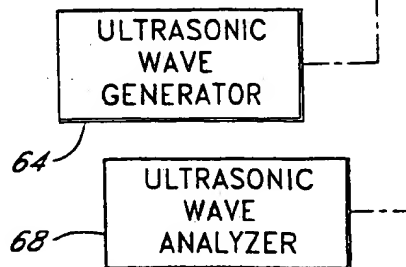 ULTRASONIC
WAVE
GENERATOR
64
ULTRASONIC
WAVE
ANALYZER
68